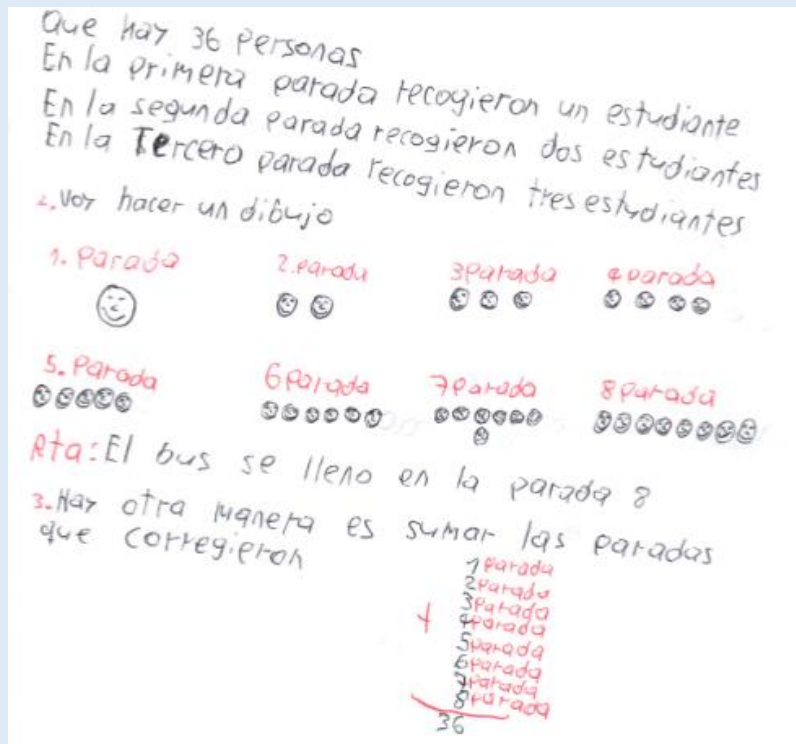 Que hay 36 personas
En la primera parada recogieron un estudiante
En la segunda parada recogieron dos estudiantes
En la Tercero parada recogieron tres estudiantes
2. Voy hacer un dibujo
1. Parada 2. parada 3 parada 4 parada
5. Parada 6 parada 7 parada 8 parada
Rta: El bus se lleno en la parada 8
3. Hay otra manera es sumar las paradas
que corregieron
1 parada
2 parada
3 parada
+ 4 parada
5 parada
6 parada
7 parada
8 parada
36